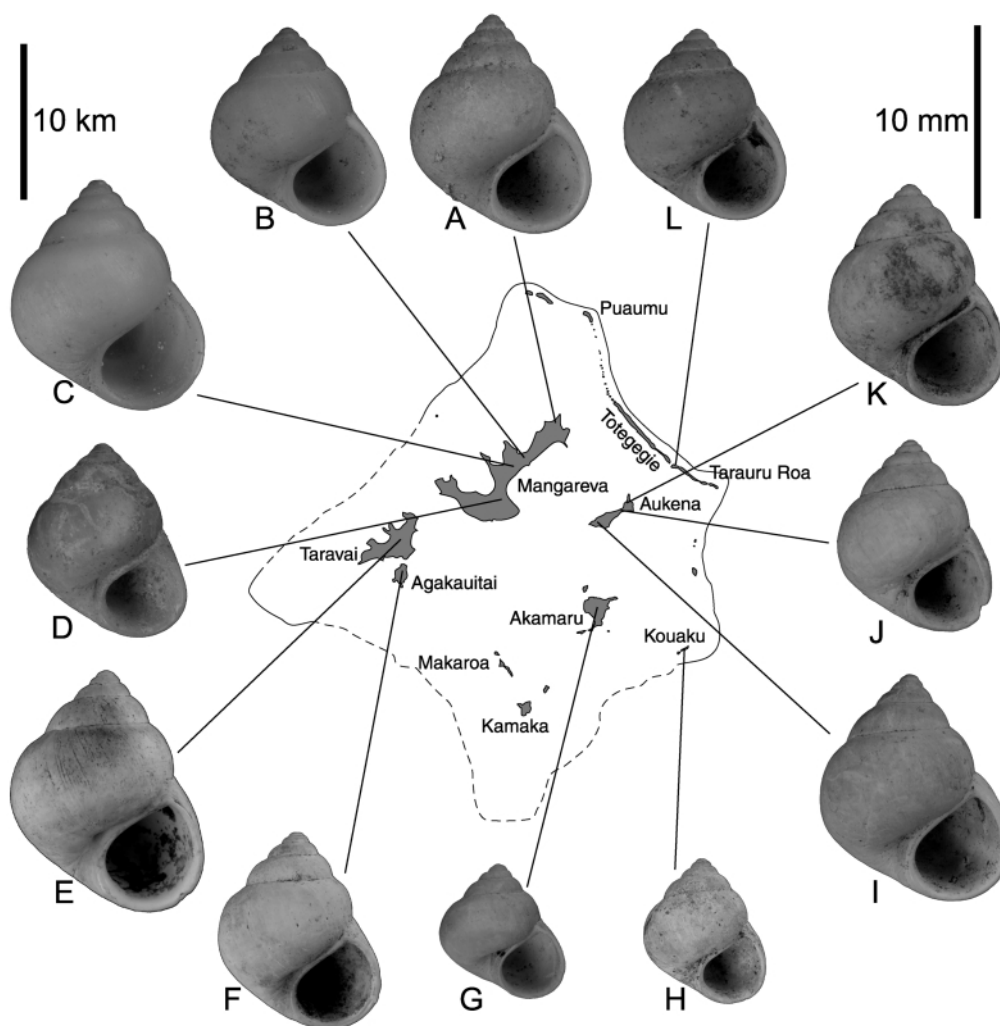 10 km
B
A
L
10 mm
C
K
Puaumu
Totegegie
Tarauru Roa
Mangareva
Aukena
Taravai
Agakauitai
D
J
Akamaru
Kouaku
Makaroa
Kamaka
E
I
F
G
H